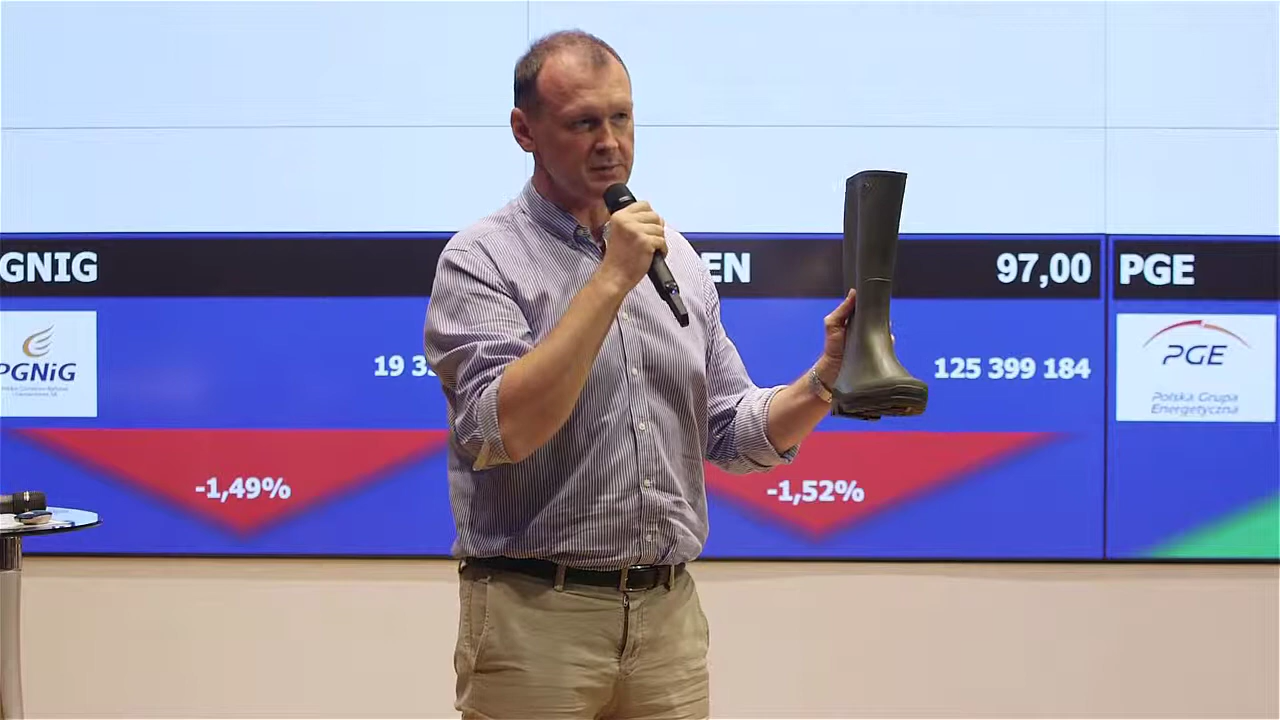 GNIG
EN
97,00
PGE
PGNiG
19 3
125 399 184
PGE
Polska Grupa
Energetyczna
-1,49%
-1,52%